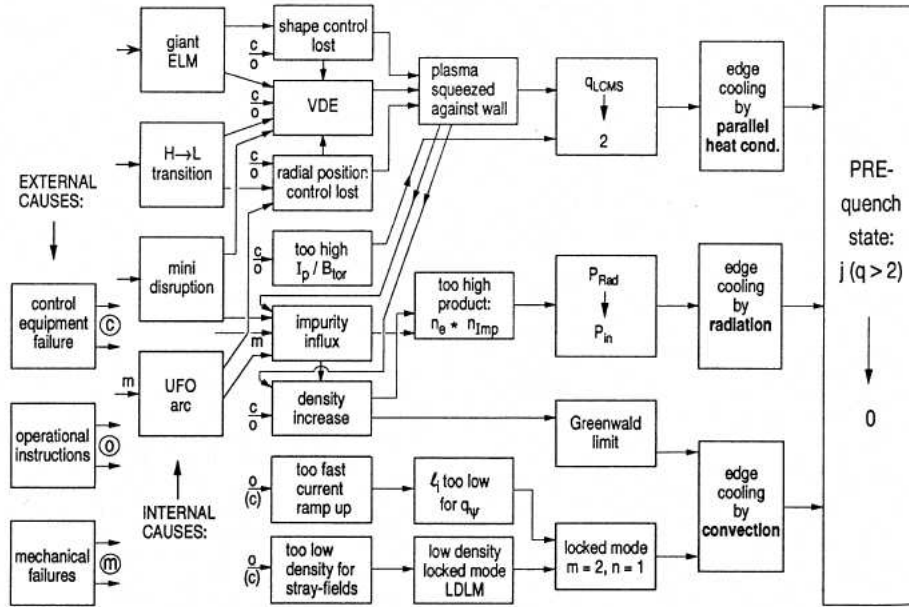 EXTERNAL
CAUSES:
control
equipment
failure
c
operational
instructions
o
mechanical
failures
m
giant
ELM
H→L
transition
mini
disruption
m
UFO
arc
INTERNAL
CAUSES:
c
o
shape control
lost
c
o
VDE
c
o
radial position
control lost
c
o
too high
I_p / B_tor
m
impurity
influx
c
o
density
increase
o
(c)
too fast
current
ramp up
o
(c)
too low
density for
stray-fields
plasma
squeezed
against wall
too high
product:
n_e * n_Imp
ℓ_i too low
for q_ψ
low density
locked mode
LDLM
q_LCMS
2
P_Rad
P_in
Greenwald
limit
locked mode
m = 2, n = 1
edge
cooling
by
parallel
heat cond.
edge
cooling
by
radiation
edge
cooling
by
convection
PRE-
quench
state:
j (q > 2)
0